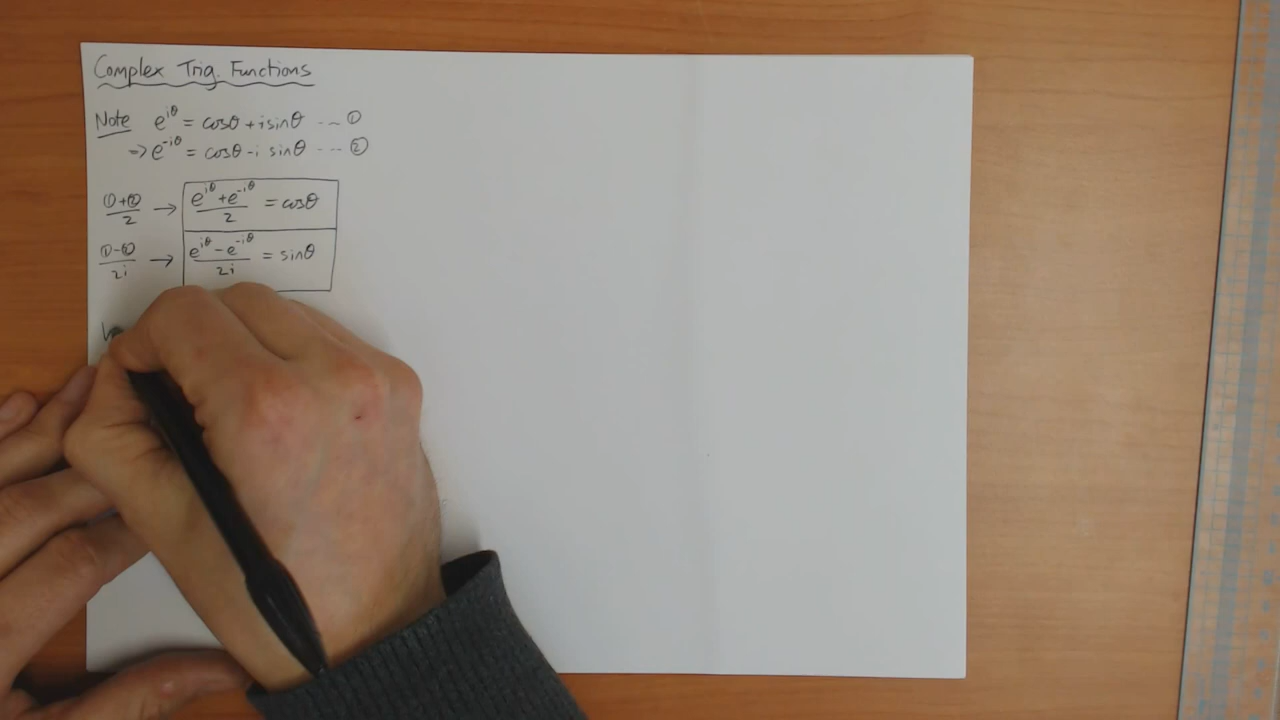 Complex Trig. Functions
Note e^{iθ} = cosθ + i sinθ --- ①
⇒ e^{-iθ} = cosθ - i sinθ --- ②
(①+②)/2 → (e^{iθ} + e^{-iθ})/2 = cosθ
(①-②)/2i → (e^{iθ} - e^{-iθ})/2i = sinθ